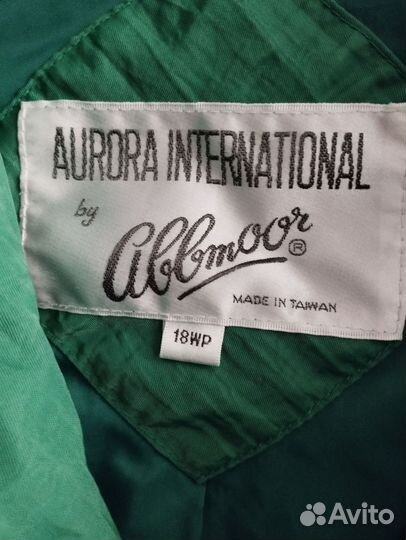 AURORA INTERNATIONAL
by
abbmoor®
MADE IN TAIWAN
18WP
Avito